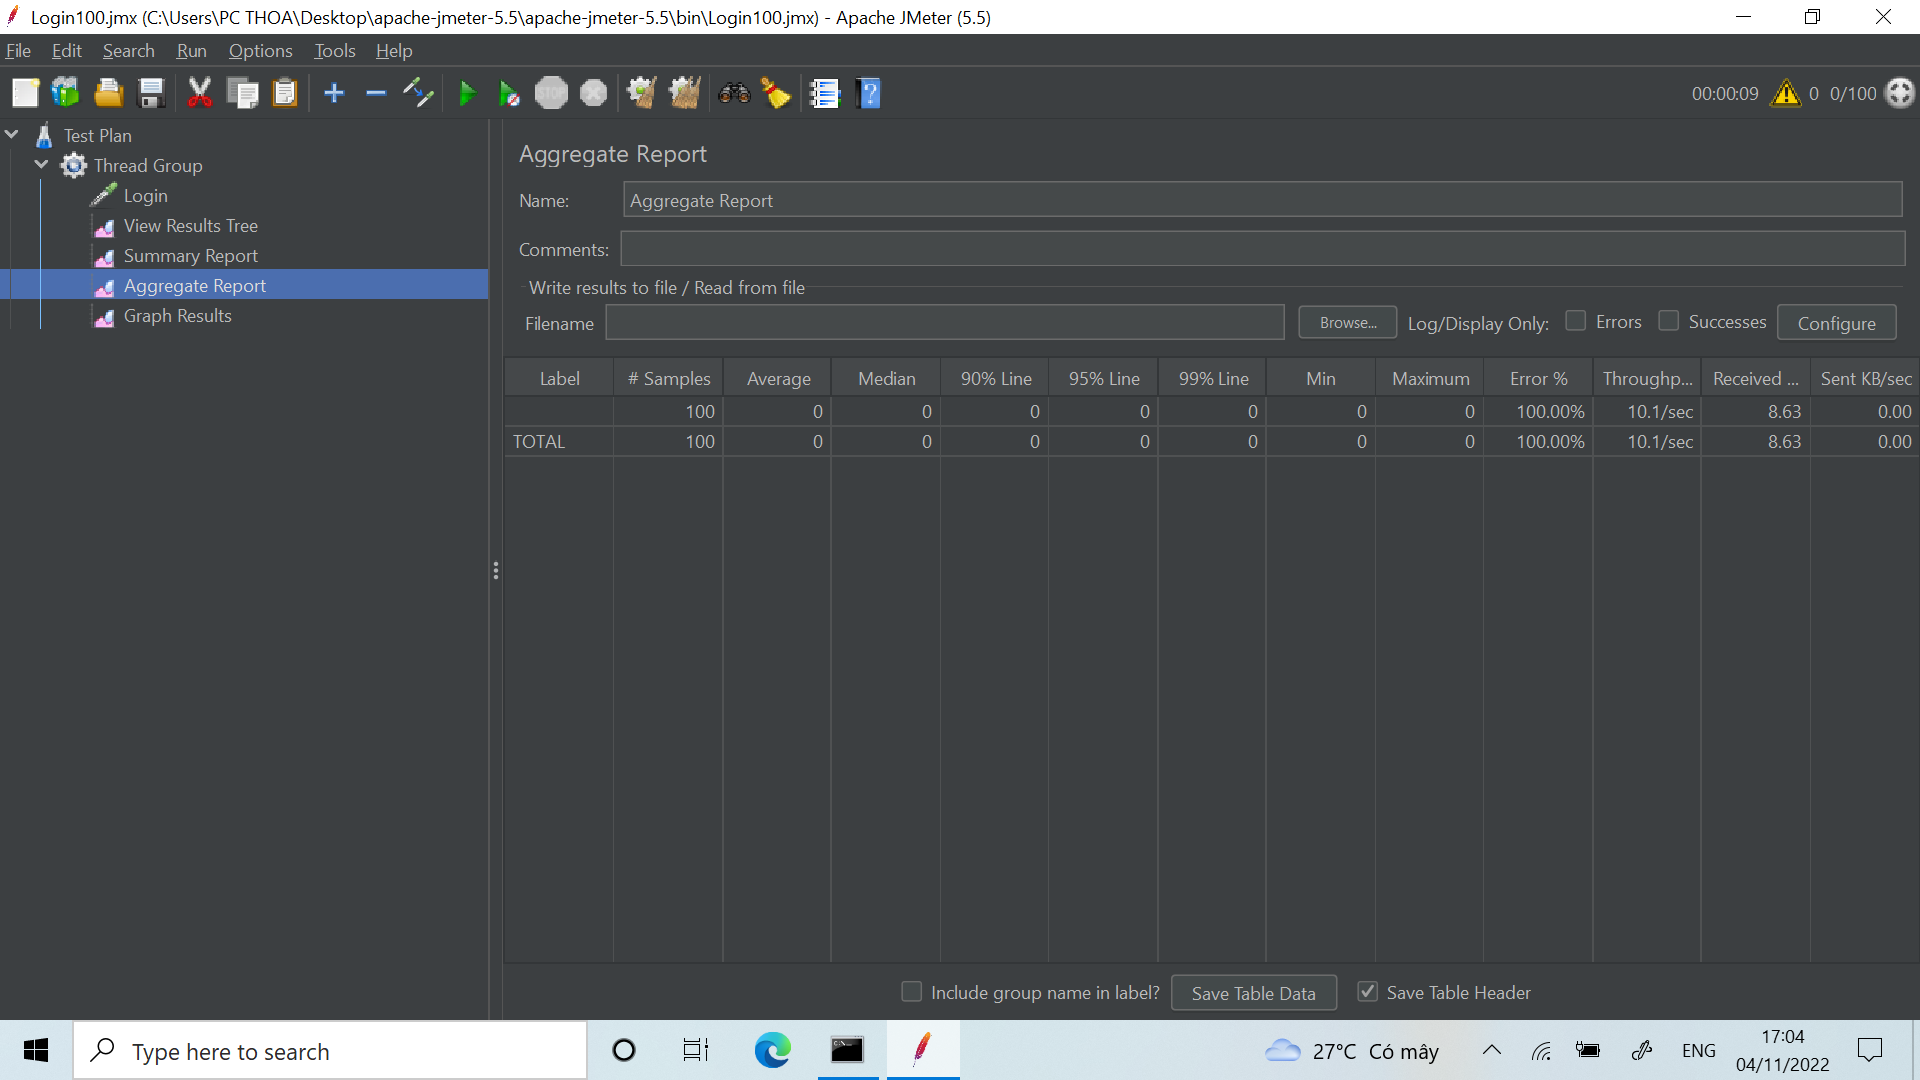 Login100.jmx (C:\Users\PC THOA\Desktop\apache-jmeter-5.5\apache-jmeter-5.5\bin\Login100.jmx) - Apache JMeter (5.5)
File Edit Search Run Options Tools Help
STOP
00:00:09 0 0/100
Test Plan
Thread Group
Login
View Results Tree
Summary Report
Aggregate Report
Graph Results
Aggregate Report
Name: Aggregate Report
Comments:
Write results to file / Read from file
Filename Browse... Log/Display Only: Errors Successes Configure
Label # Samples Average Median 90% Line 95% Line 99% Line Min Maximum Error % Throughp... Received ... Sent KB/sec
100 0 0 0 0 0 0 0 100.00% 10.1/sec 8.63 0.00
TOTAL 100 0 0 0 0 0 0 0 100.00% 10.1/sec 8.63 0.00
Include group name in label? Save Table Data Save Table Header
Type here to search
27°C Có mây
ENG
17:04
04/11/2022